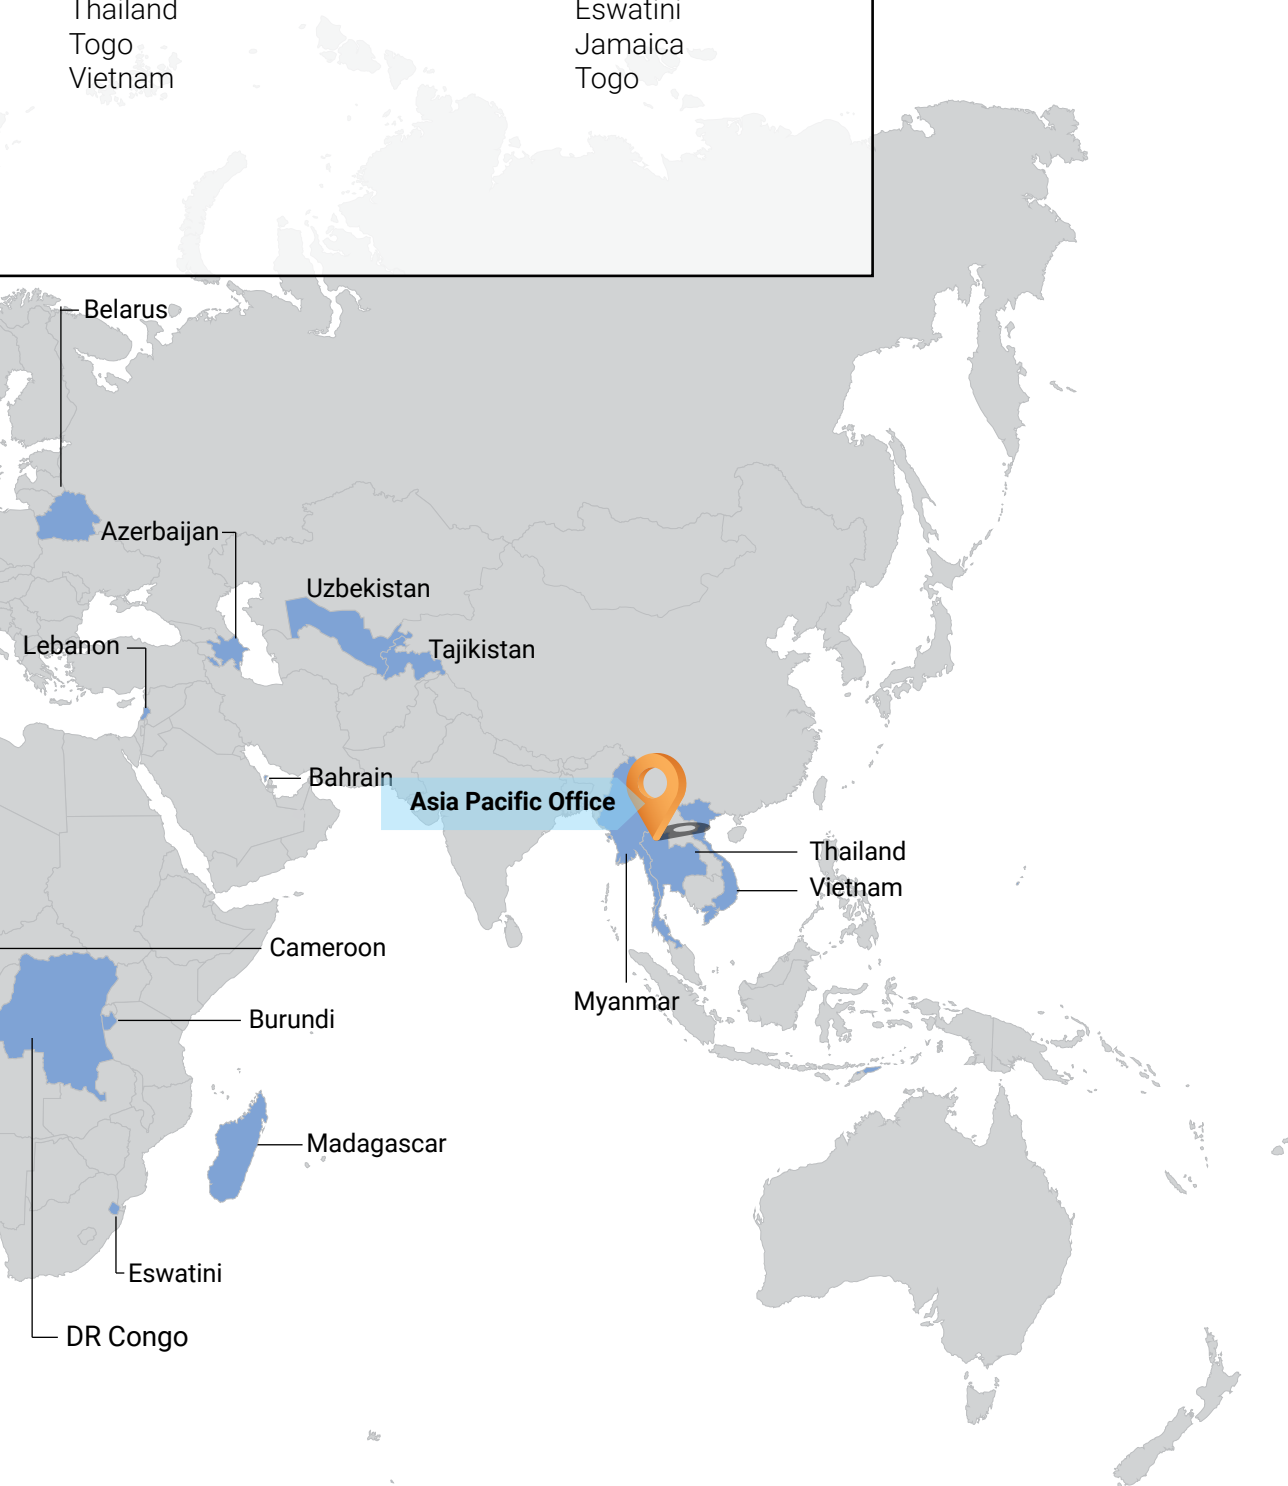 Thailand
Togo
Vietnam
Eswatini
Jamaica
Togo
Belarus
Azerbaijan
Uzbekistan
Lebanon
Tajikistan
Bahrain
Asia Pacific Office
Thailand
Vietnam
Cameroon
Myanmar
Burundi
Madagascar
Eswatini
DR Congo